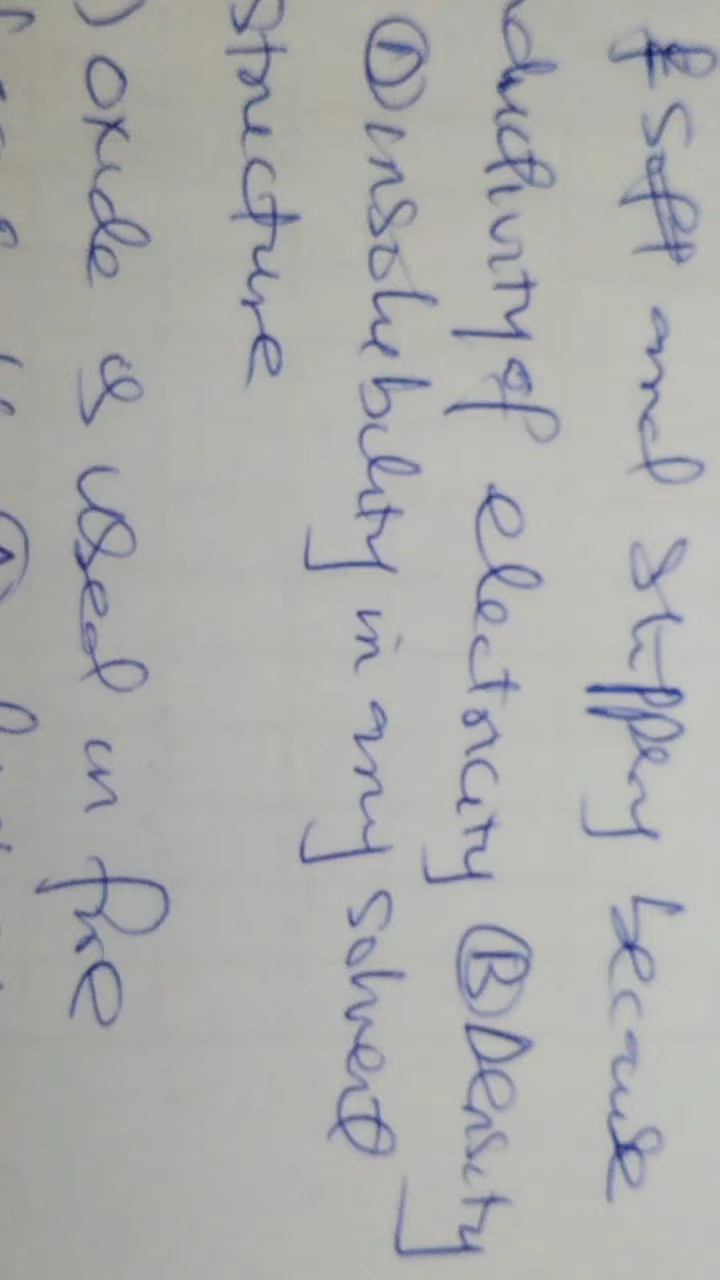 soft and slippery because
ductivity of electricity (B) Density
(D) insolubility in any solvent
structure
) oxide is used in fire